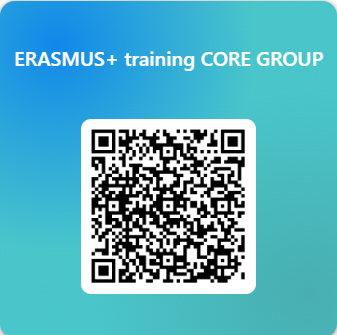 ERASMUS+ training CORE GROUP